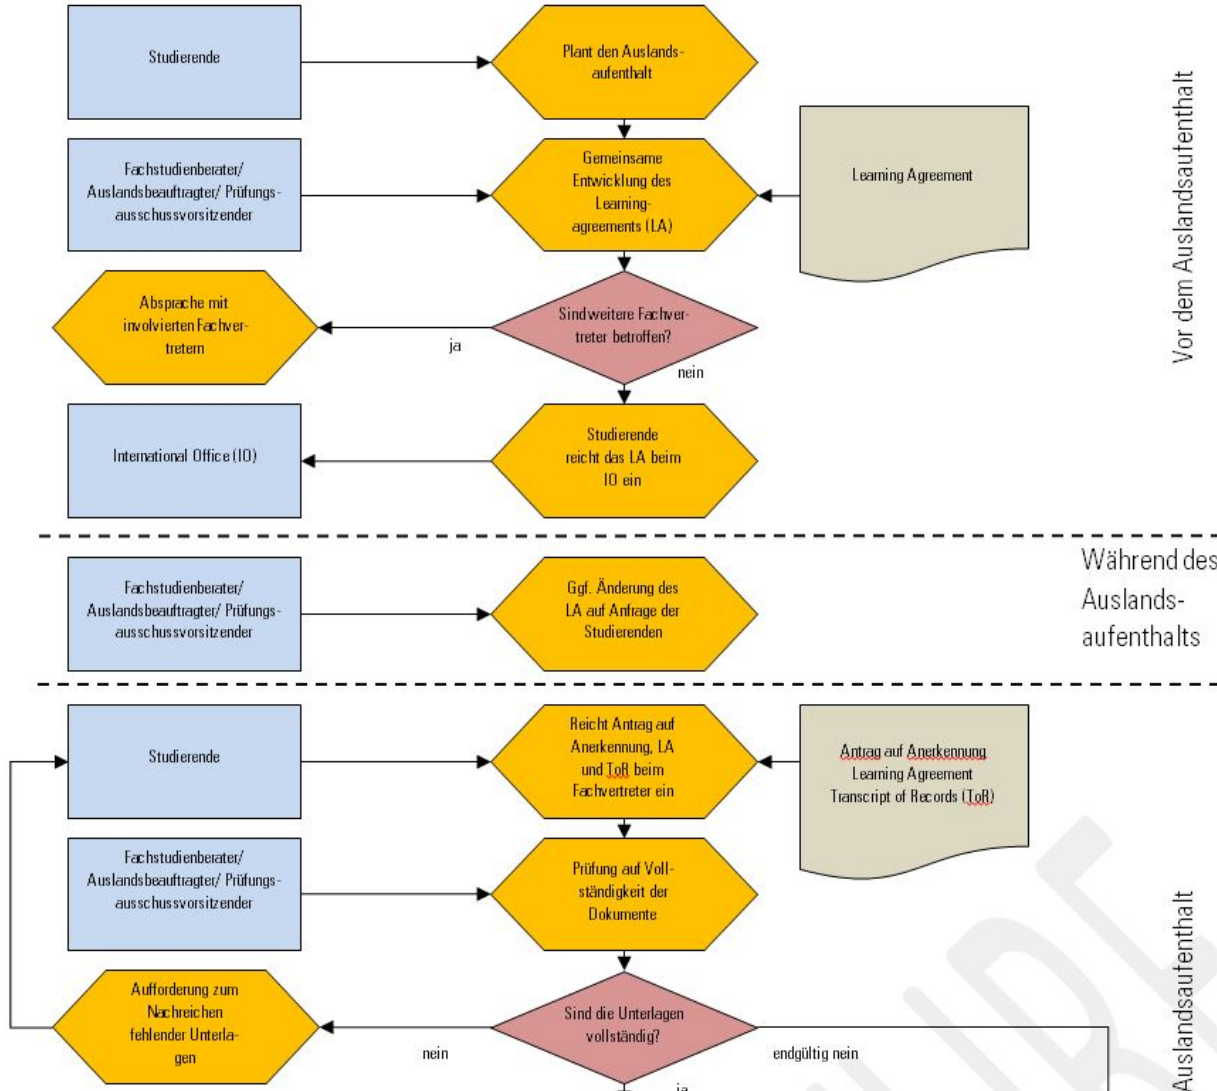 Studierende
Plant den Auslands-
aufenthalt
Vor dem Auslandsaufenthalt
Fachstudienberater/
Auslandsbeauftragter/ Prüfungs-
ausschussvorsitzender
Gemeinsame
Entwicklung des
Learning-
agreements (LA)
Learning Agreement
Absprache mit
involvierten Fachver-
tretern
ja
Sind weitere Fachver-
treter betroffen?
nein
International Office (IO)
Studierende
reicht das LA beim
IO ein
Während des
Auslands-
aufenthalts
Fachstudienberater/
Auslandsbeauftragter/ Prüfungs-
ausschussvorsitzender
Ggf. Änderung des
LA auf Anfrage der
Studierenden
Studierende
Reicht Antrag auf
Anerkennung, LA
und ToR beim
Fachvertreter ein
Antrag auf Anerkennung
Learning Agreement
Transcript of Records (ToR)
Fachstudienberater/
Auslandsbeauftragter/ Prüfungs-
ausschussvorsitzender
Prüfung auf Voll-
ständigkeit der
Dokumente
Auslandsaufenthalt
Aufforderung zum
Nachreichen
fehlender Unterla-
gen
nein
Sind die Unterlagen
vollständig?
endgültig nein
ja